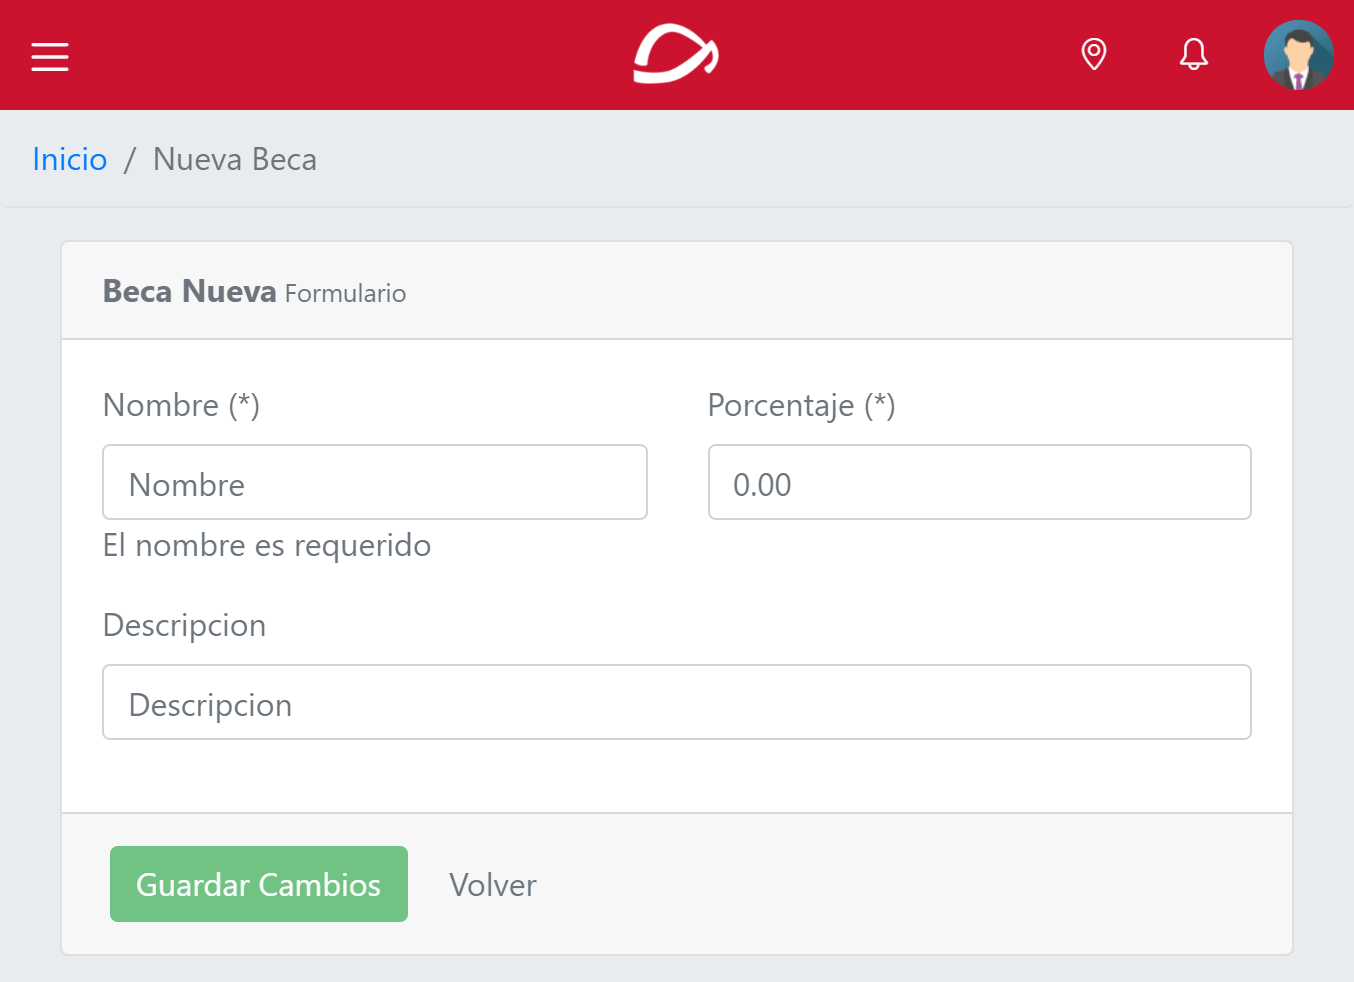 Inicio / Nueva Beca
Beca Nueva Formulario
Nombre (*) Porcentaje (*)
Nombre 0.00
El nombre es requerido
Descripcion
Descripcion
Guardar Cambios Volver